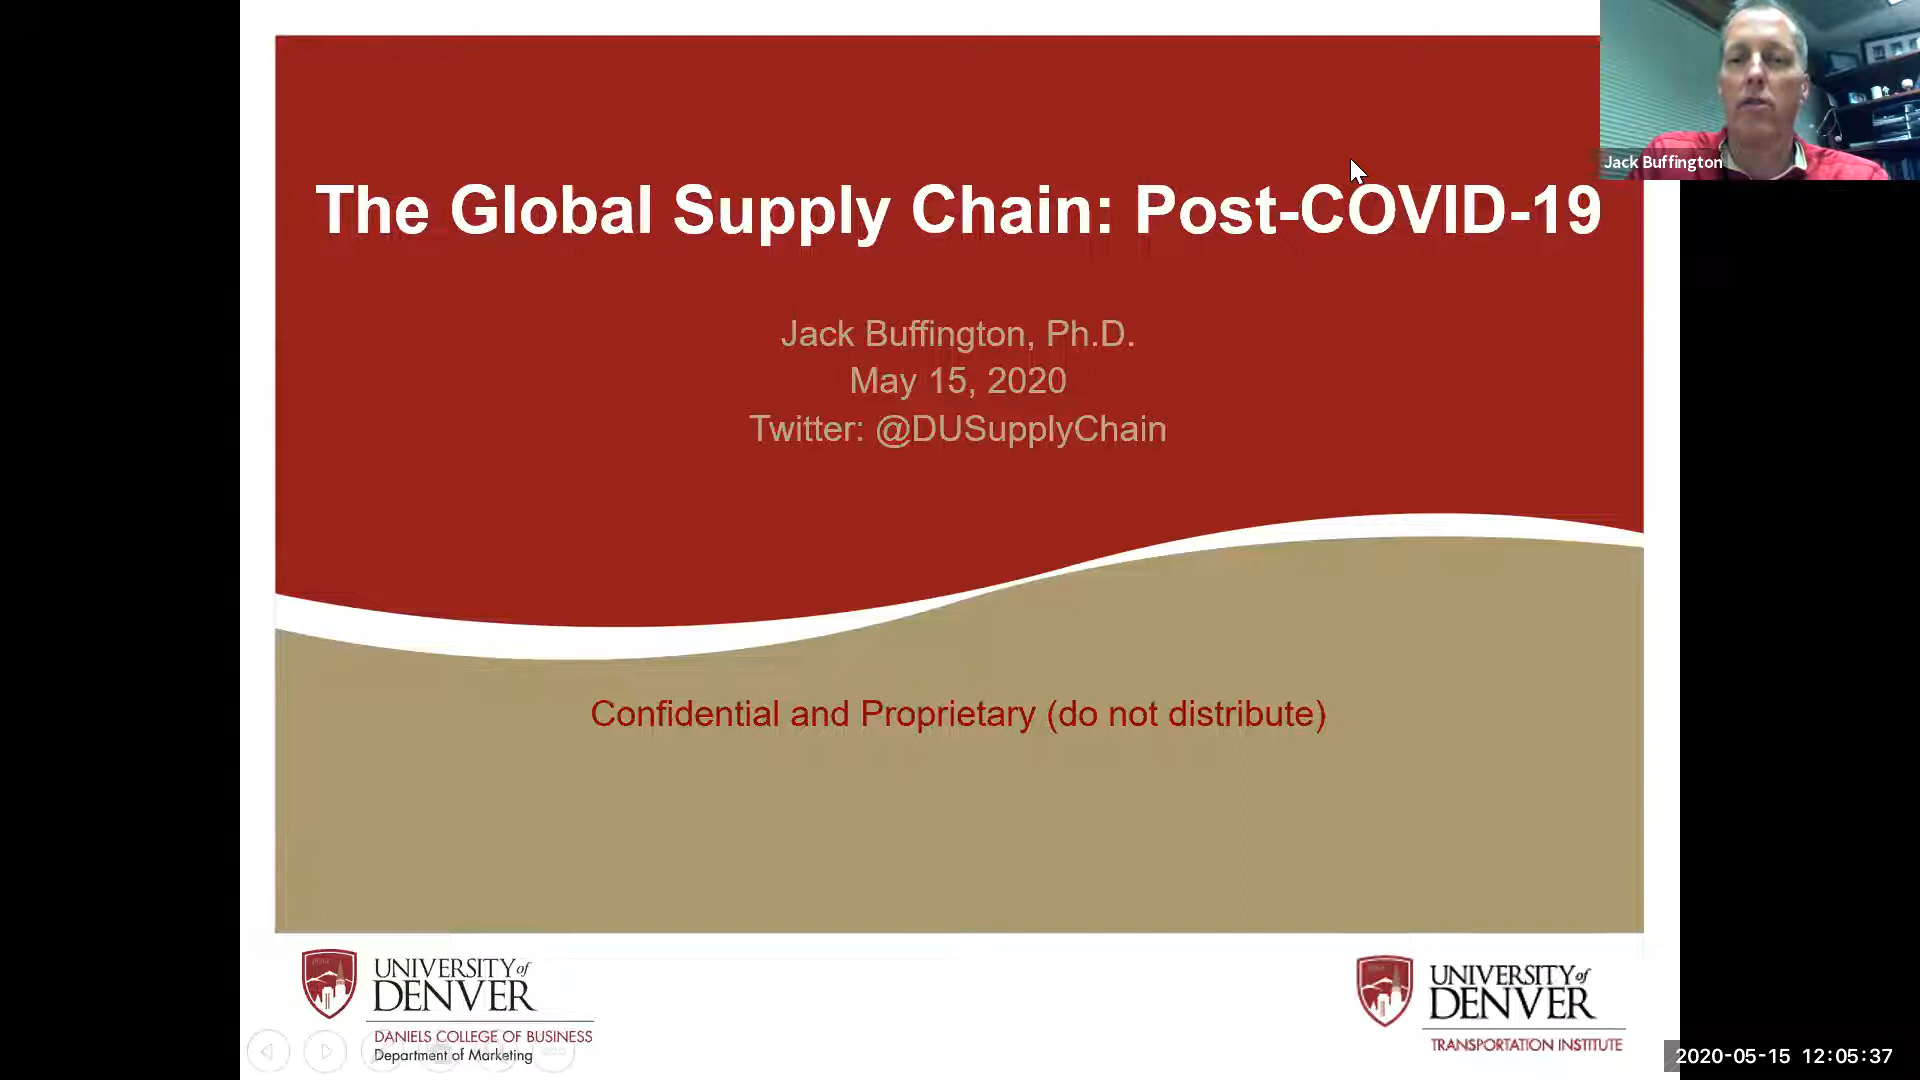 The Global Supply Chain: Post-COVID-19
Jack Buffington
Jack Buffington, Ph.D.
May 15, 2020
Twitter: @DUSupplyChain
Confidential and Proprietary (do not distribute)
UNIVERSITY of
DENVER
DANIELS COLLEGE OF BUSINESS
Department of Marketing
UNIVERSITY of
DENVER
TRANSPORTATION INSTITUTE
2020-05-15 12:05:37